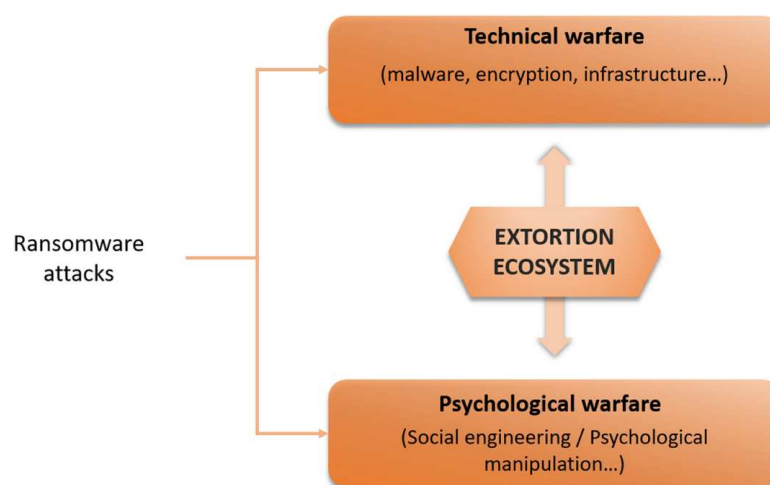 Technical warfare
(malware, encryption, infrastructure…)
EXTORTION
ECOSYSTEM
Ransomware
attacks
Psychological warfare
(Social engineering / Psychological
manipulation…)